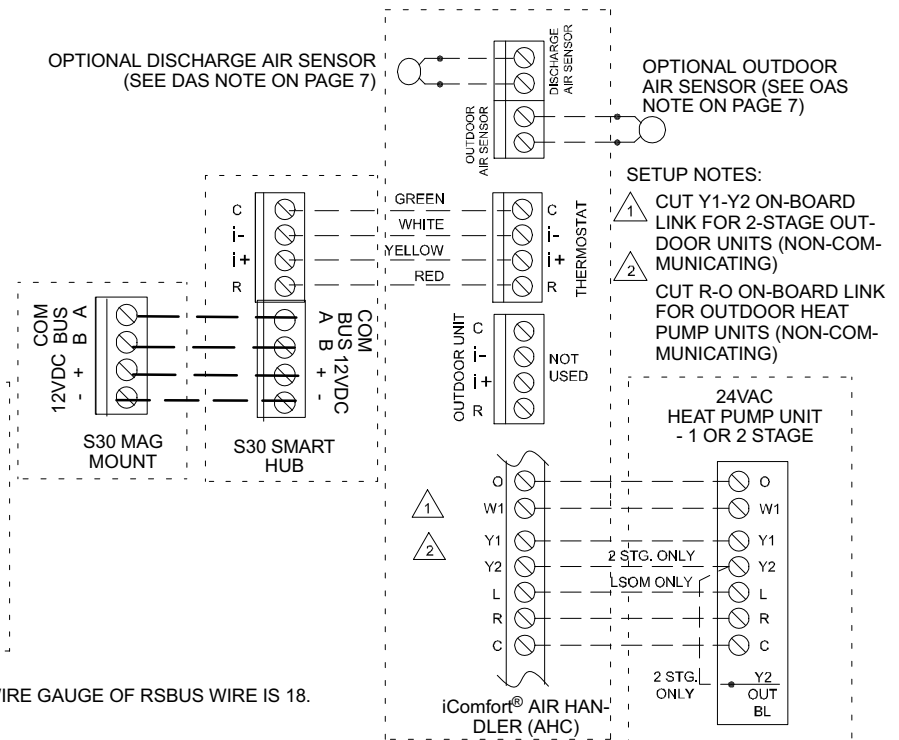 OPTIONAL DISCHARGE AIR SENSOR
(SEE DAS NOTE ON PAGE 7)
DISCHARGE
AIR SENSOR
OUTDOOR
AIR SENSOR
OPTIONAL OUTDOOR
AIR SENSOR (SEE OAS
NOTE ON PAGE 7)
SETUP NOTES:
1
CUT Y1-Y2 ON-BOARD
LINK FOR 2-STAGE OUT-
DOOR UNITS (NON-COM-
MUNICATING)
2
CUT R-O ON-BOARD LINK
FOR OUTDOOR HEAT
PUMP UNITS (NON-COM-
MUNICATING)
C
i-
i+
R
GREEN
WHITE
YELLOW
RED
C
i-
i+
R
THERMOSTAT
COM
BUS
A
B
12VDC
+
-
S30 MAG
MOUNT
A
B
BUS
COM
+
-
12VDC
S30 SMART
HUB
OUTDOOR UNIT
C
i-
i+
R
NOT
USED
24VAC
HEAT PUMP UNIT
- 1 OR 2 STAGE
1
2
O
W1
Y1
Y2
L
R
C
2 STG. ONLY
LSOM ONLY
2 STG.
ONLY
O
W1
Y1
Y2
L
R
C
Y2
OUT
BL
iComfort® AIR HAN-
DLER (AHC)
WIRE GAUGE OF RSBUS WIRE IS 18.